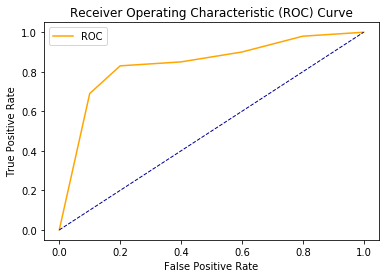 Receiver Operating Characteristic (ROC) Curve
ROC
True Positive Rate
1.0
0.8
0.6
0.4
0.2
0.0
0.0 0.2 0.4 0.6 0.8 1.0
False Positive Rate